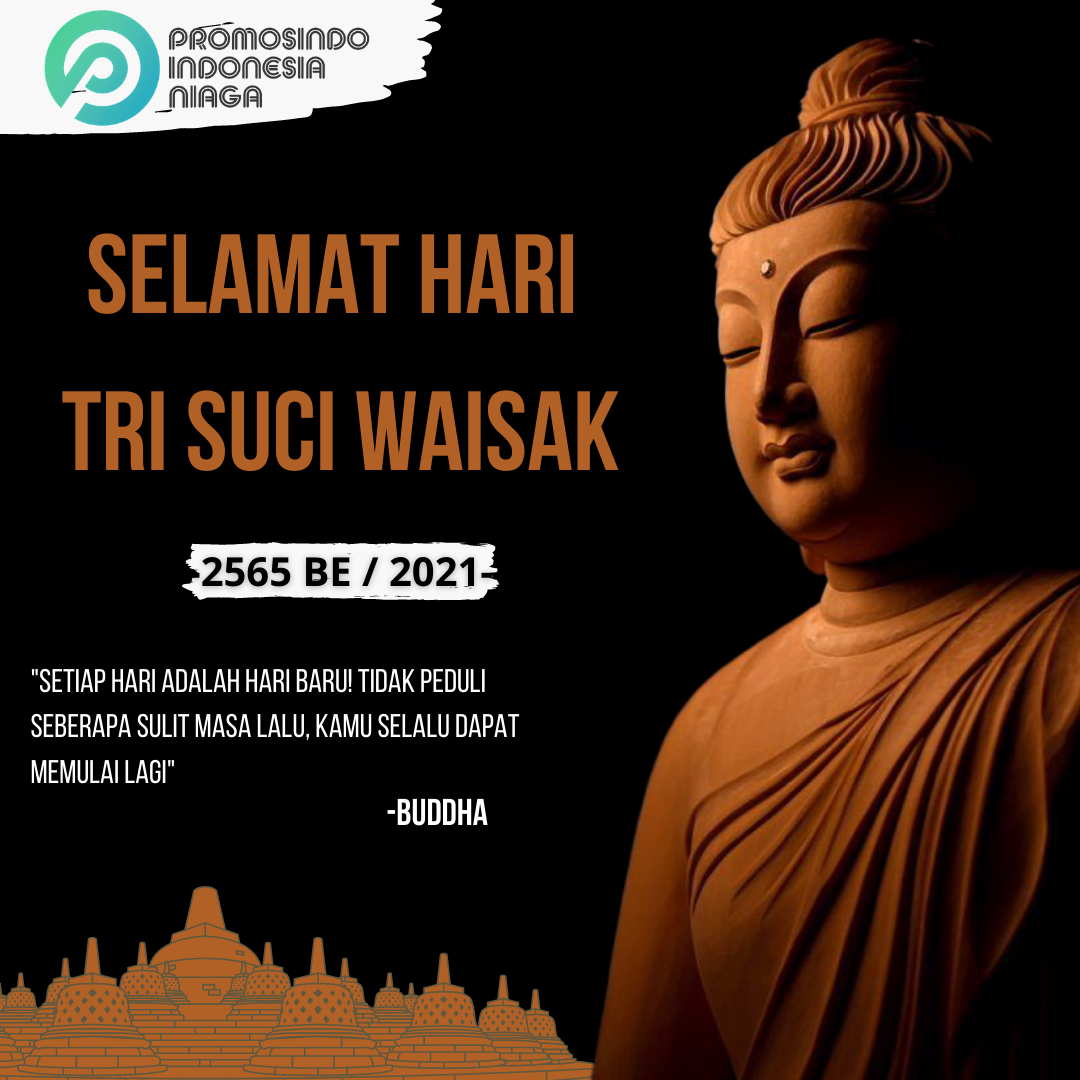 PROMOSINDO
INDONESIA
NIAGA
SELAMAT HARI
TRI SUCI WAISAK
2565 BE / 2021
"SETIAP HARI ADALAH HARI BARU! TIDAK PEDULI
SEBERAPA SULIT MASA LALU, KAMU SELALU DAPAT
MEMULAI LAGI"
-BUDDHA